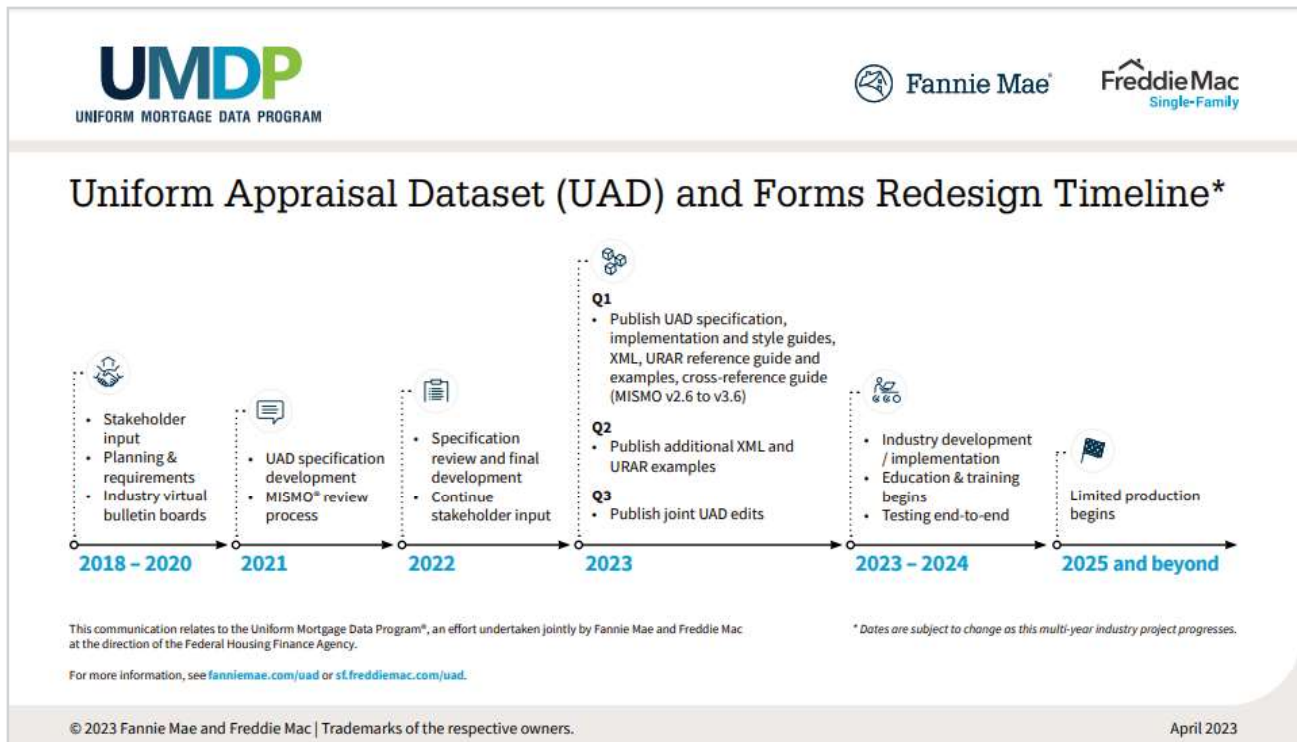 UMDP
UNIFORM MORTGAGE DATA PROGRAM
Fannie Mae®
Freddie Mac
Single-Family
Uniform Appraisal Dataset (UAD) and Forms Redesign Timeline*
• Stakeholder
input
• Planning &
requirements
• Industry virtual
bulletin boards
2018 – 2020
• UAD specification
development
• MISMO® review
process
2021
• Specification
review and final
development
• Continue
stakeholder input
2022
Q1
• Publish UAD specification,
implementation and style guides,
XML, URAR reference guide and
examples, cross-reference guide
(MISMO v2.6 to v3.6)
Q2
• Publish additional XML and
URAR examples
Q3
• Publish joint UAD edits
2023
• Industry development
/ implementation
• Education & training
begins
• Testing end-to-end
2023 – 2024
Limited production
begins
2025 and beyond
This communication relates to the Uniform Mortgage Data Program®, an effort undertaken jointly by Fannie Mae and Freddie Mac
at the direction of the Federal Housing Finance Agency.
* Dates are subject to change as this multi-year industry project progresses.
For more information, see fanniemae.com/uad or sf.freddiemac.com/uad.
© 2023 Fannie Mae and Freddie Mac | Trademarks of the respective owners.
April 2023